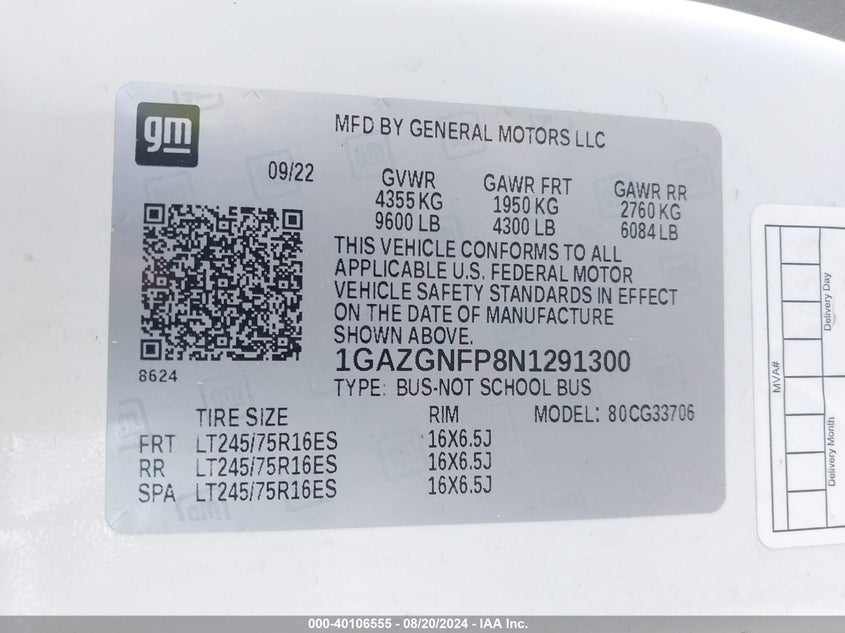 gm
MFD BY GENERAL MOTORS LLC
09/22
GVWR GAWR FRT GAWR RR
4355 KG 1950 KG 2760 KG
9600 LB 4300 LB 6084 LB
THIS VEHICLE CONFORMS TO ALL
APPLICABLE U.S. FEDERAL MOTOR
VEHICLE SAFETY STANDARDS IN EFFECT
ON THE DATE OF MANUFACTURE
SHOWN ABOVE.
8624
1GAZGNFP8N1291300
TYPE: BUS-NOT SCHOOL BUS
TIRE SIZE RIM MODEL: 80CG33706
FRT LT245/75R16ES 16X6.5J
RR LT245/75R16ES 16X6.5J
SPA LT245/75R16ES 16X6.5J
MVA#
Delivery Day
Delivery Month
000-40106555 - 08/20/2024 - IAA Inc.